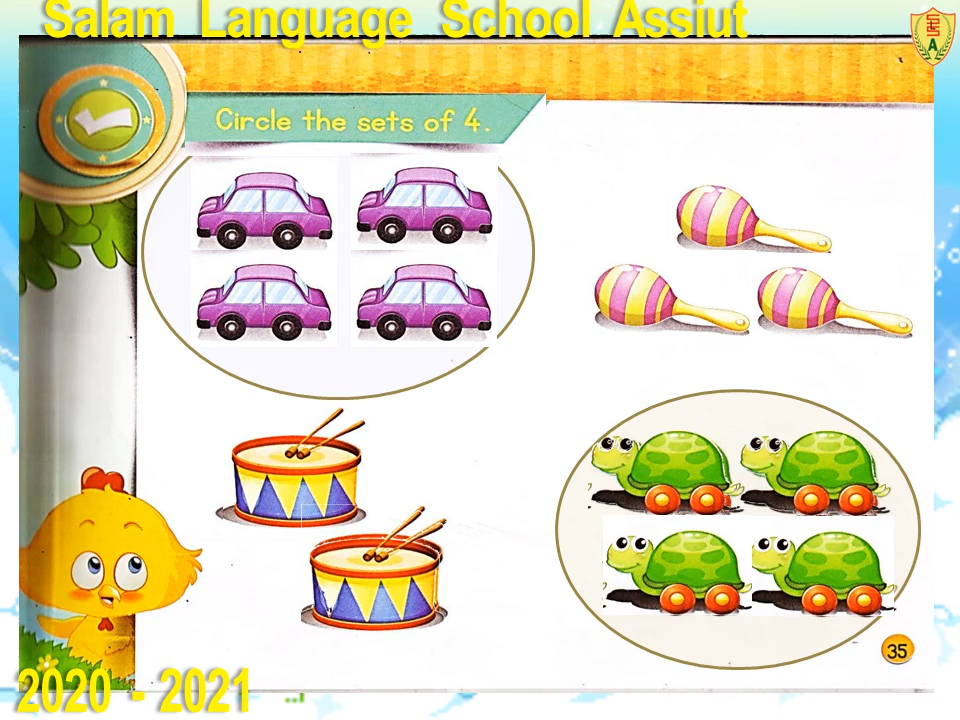 Salam Language School Assiut
Circle the sets of 4.
A
35
2020 - 2021